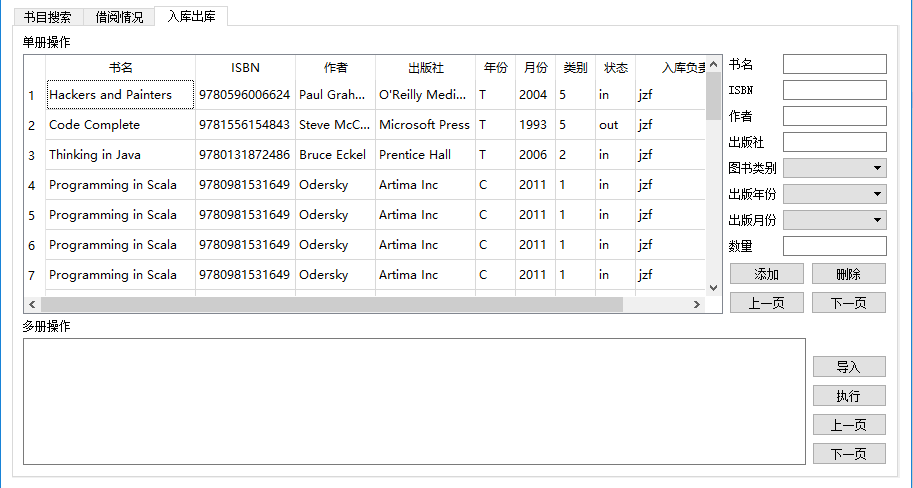 书目搜索 借阅情况 入库出库
单册操作
书名 ISBN 作者 出版社 年份 月份 类别 状态 入库负责
1 Hackers and Painters 9780596006624 Paul Grah... O'Reilly Medi... T 2004 5 in jzf
2 Code Complete 9781556154843 Steve McC... Microsoft Press T 1993 5 out jzf
3 Thinking in Java 9780131872486 Bruce Eckel Prentice Hall T 2006 2 in jzf
4 Programming in Scala 9780981531649 Odersky Artima Inc C 2011 1 in jzf
5 Programming in Scala 9780981531649 Odersky Artima Inc C 2011 1 in jzf
6 Programming in Scala 9780981531649 Odersky Artima Inc C 2011 1 in jzf
7 Programming in Scala 9780981531649 Odersky Artima Inc C 2011 1 in jzf
书名
ISBN
作者
出版社
图书类别
出版年份
出版月份
数量
添加 删除
上一页 下一页
多册操作
导入
执行
上一页
下一页